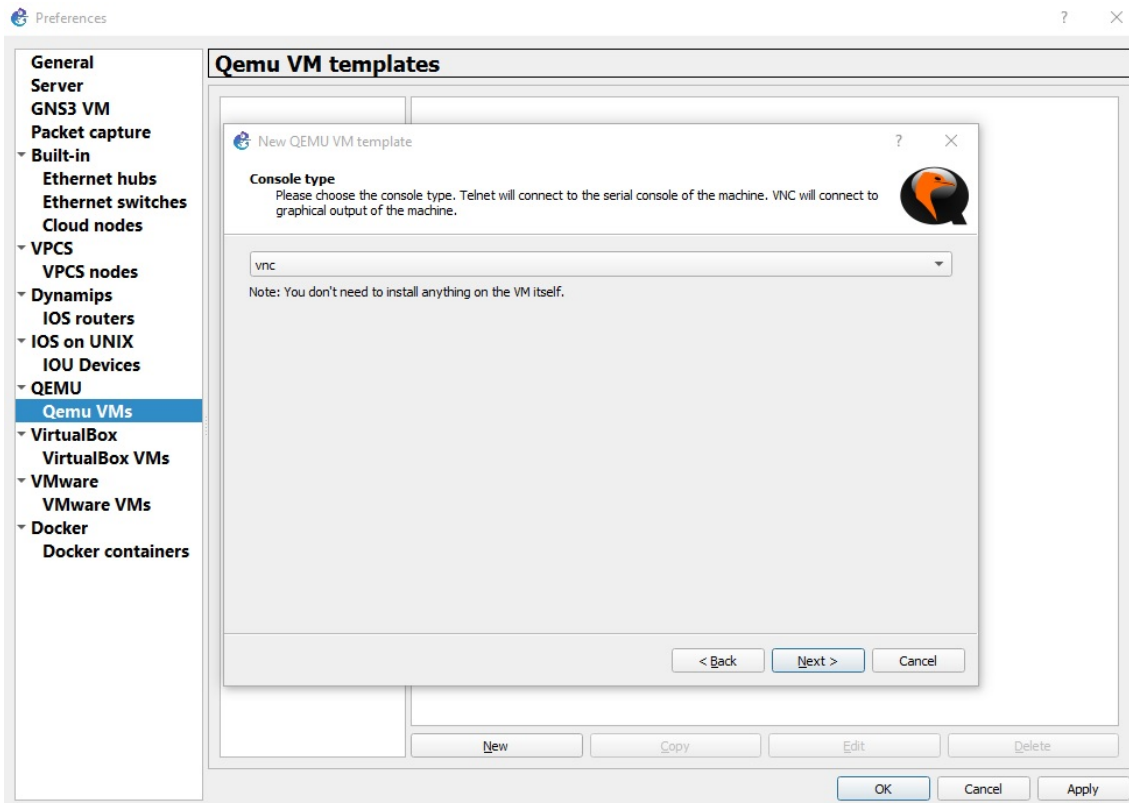 Preferences
General
Server
GNS3 VM
Packet capture
Built-in
Ethernet hubs
Ethernet switches
Cloud nodes
VPCS
VPCS nodes
Dynamips
IOS routers
IOS on UNIX
IOU Devices
QEMU
Qemu VMs
VirtualBox
VirtualBox VMs
VMware
VMware VMs
Docker
Docker containers
Qemu VM templates
New QEMU VM template
Console type
Please choose the console type. Telnet will connect to the serial console of the machine. VNC will connect to
graphical output of the machine.
vnc
Note: You don't need to install anything on the VM itself.
< Back Next > Cancel
New Copy Edit Delete
OK Cancel Apply